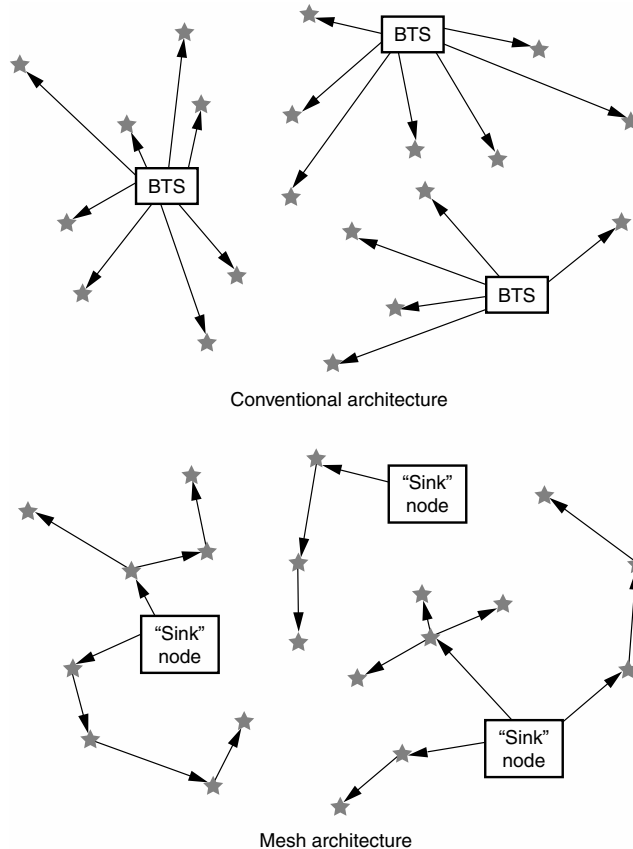 BTS
BTS
BTS
Conventional architecture
“Sink”
node
“Sink”
node
“Sink”
node
Mesh architecture